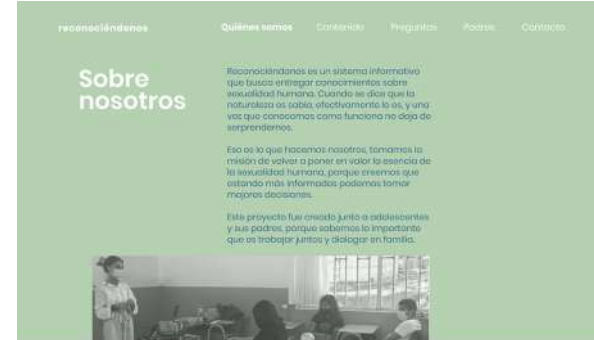 reconociéndonos
Quiénes somos
Contenido
Preguntas
Padres
Contacto
Sobre
nosotros
Reconociéndonos es un sistema informativo
que busca entregar conocimientos sobre
sexualidad humana. Cuando se dice que la
naturaleza es sabia, efectivamente lo es, y una
vez que conocemos como funciona no deja de
sorprendernos.
Eso es lo que hacemos nosotros, tomamos la
misión de volver a poner en valor la esencia de
la sexualidad humana, porque creemos que
estando más informados podemos tomar
mejores decisiones.
Este proyecto fue creado junto a adolescentes
y sus padres, porque sabemos lo importante
que es trabajar juntos y dialogar en familia.